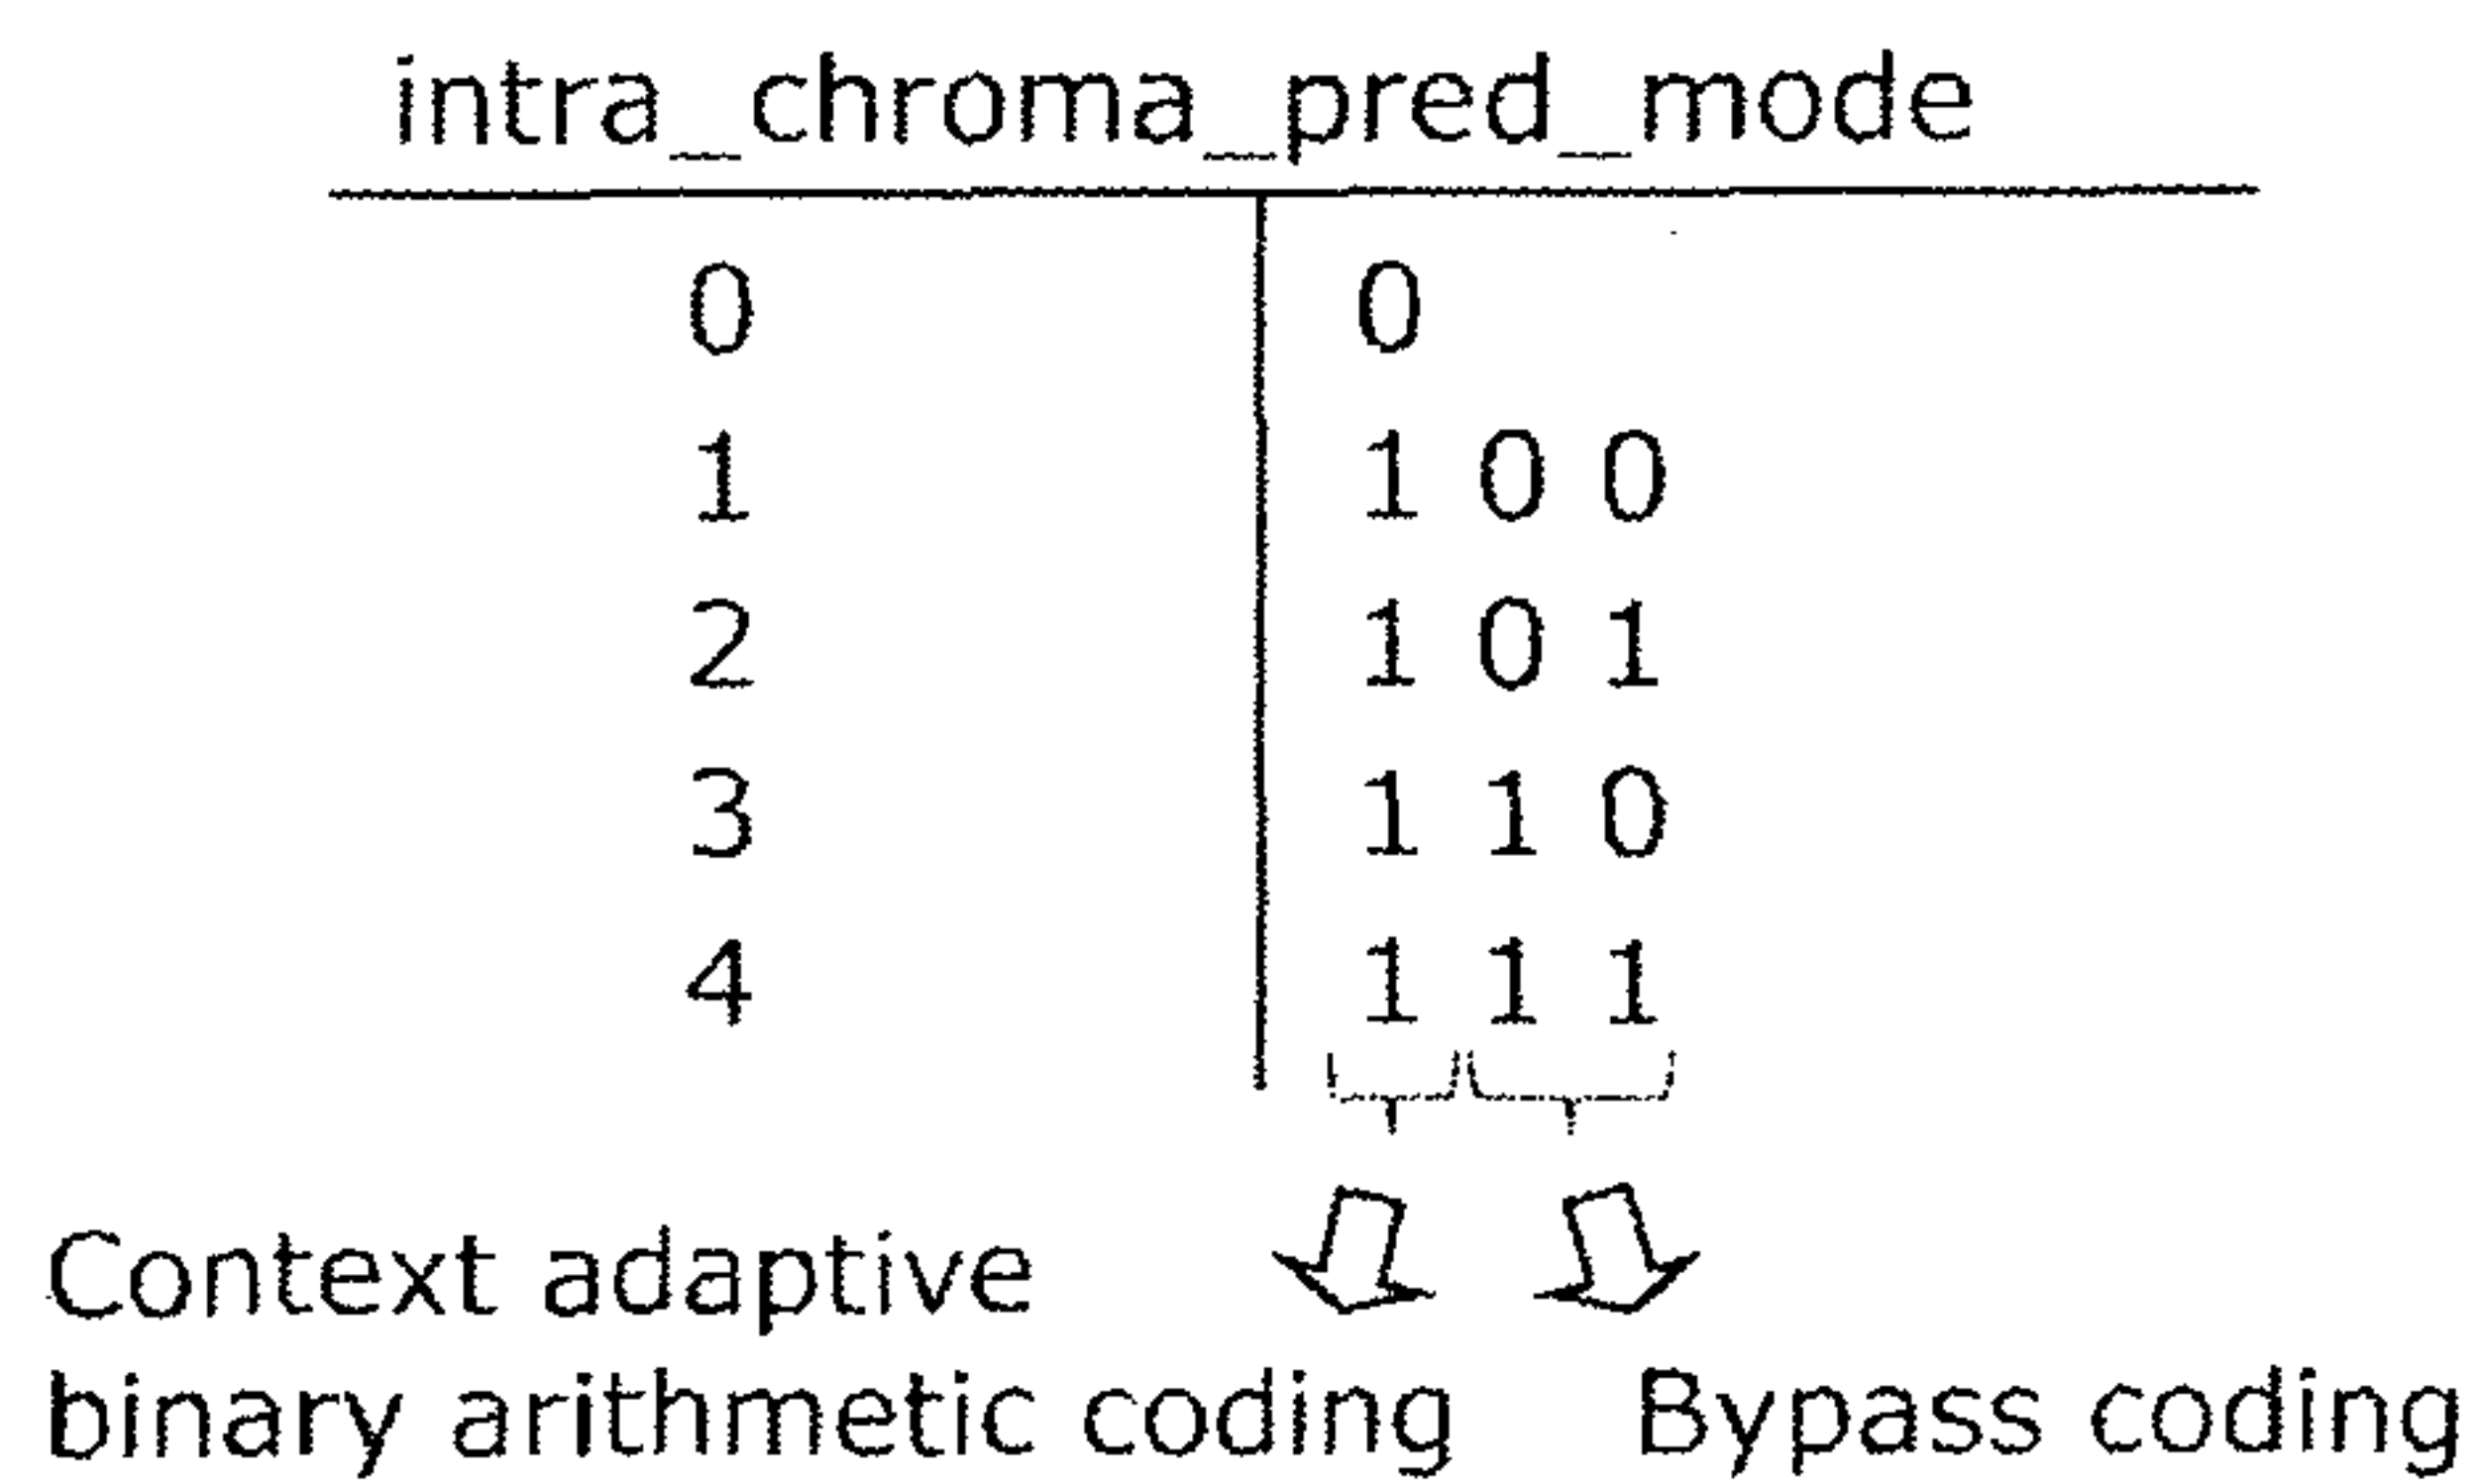 intra_chroma_pred_mode
0 0
1 1 0 0
2 1 0 1
3 1 1 0
4 1 1 1
Context adaptive
binary arithmetic coding Bypass coding